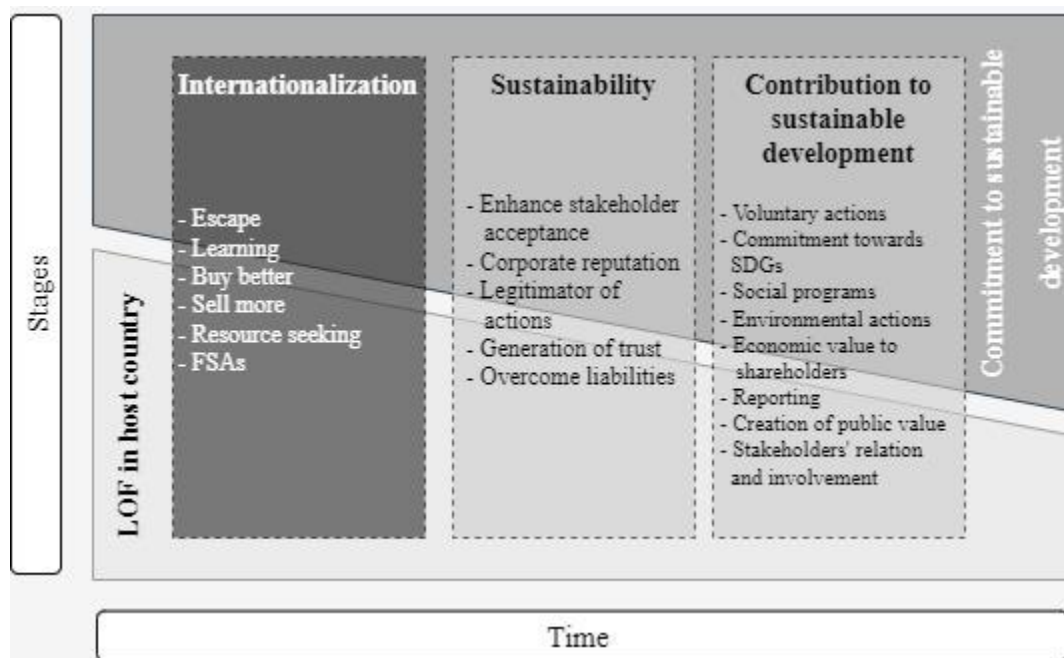 Stages
LOF in host country
Internationalization
- Escape
- Learning
- Buy better
- Sell more
- Resource seeking
- FSAs
Sustainability
- Enhance stakeholder
acceptance
- Corporate reputation
- Legitimator of
actions
- Generation of trust
- Overcome liabilities
Contribution to
sustainable
development
- Voluntary actions
- Commitment towards
SDGs
- Social programs
- Environmental actions
- Economic value to
shareholders
- Reporting
- Creation of public value
- Stakeholders' relation
and involvement
Commitment to sustainable
development
Time